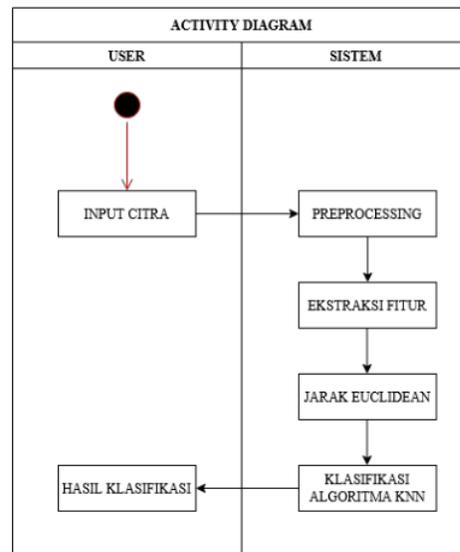 ACTIVITY DIAGRAM
USER
SISTEM
INPUT CITRA
PREPROCESSING
EKSTRAKSI FITUR
JARAK EUCLIDEAN
KLASIFIKASI
ALGORITMA KNN
HASIL KLASIFIKASI